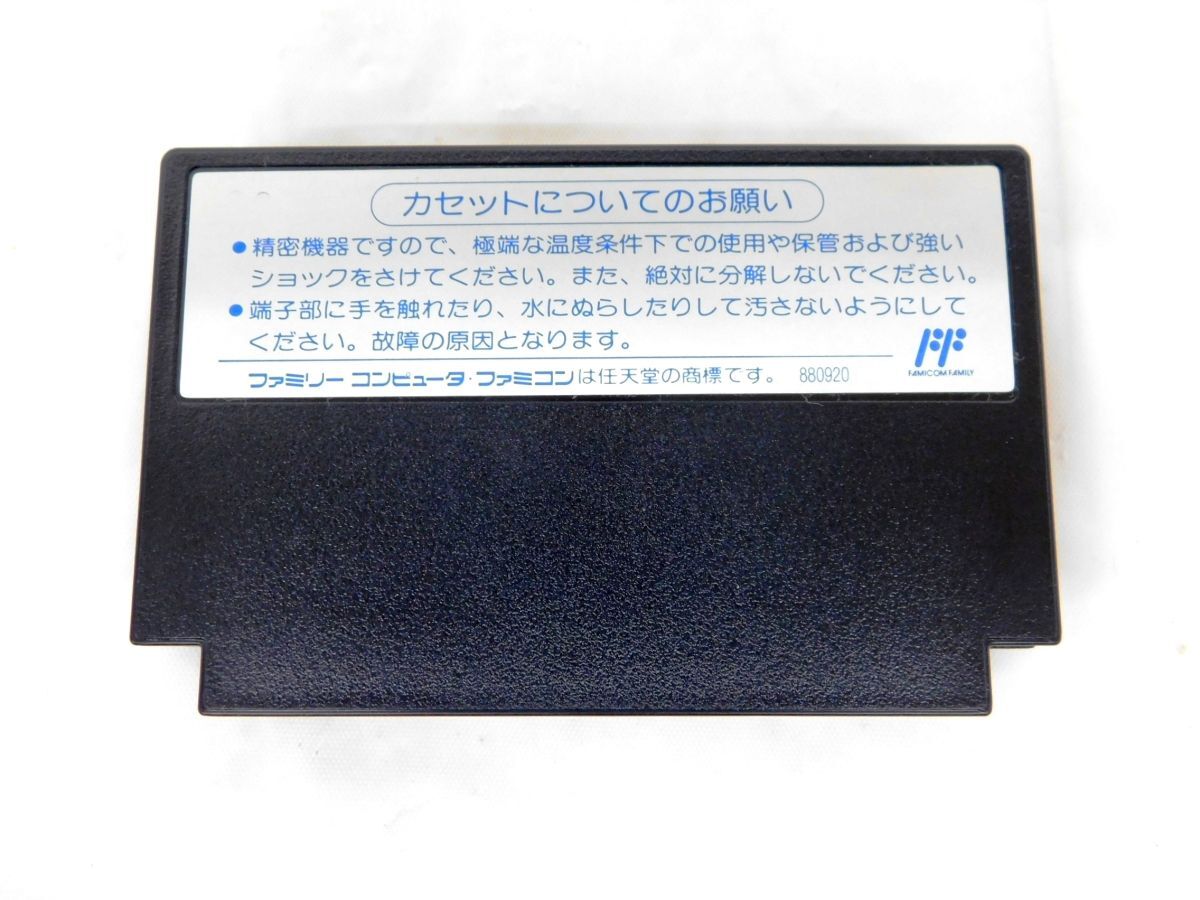 カセットについてのお願い
●精密機器ですので、極端な温度条件下での使用や保管および強い
ショックをさけてください。また、絶対に分解しないでください。
●端子部に手を触れたり、水にぬらしたりして汚さないようにして
ください。故障の原因となります。
FAMICOM FAMILY
ファミリー コンピュータ・ファミコンは任天堂の商標です。 880920